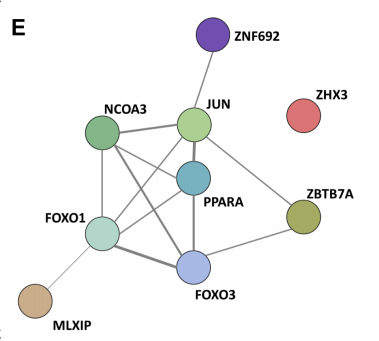 E
ZNF692
ZHX3
NCOA3
JUN
ZBTB7A
PPARA
FOXO1
FOXO3
MLXIP